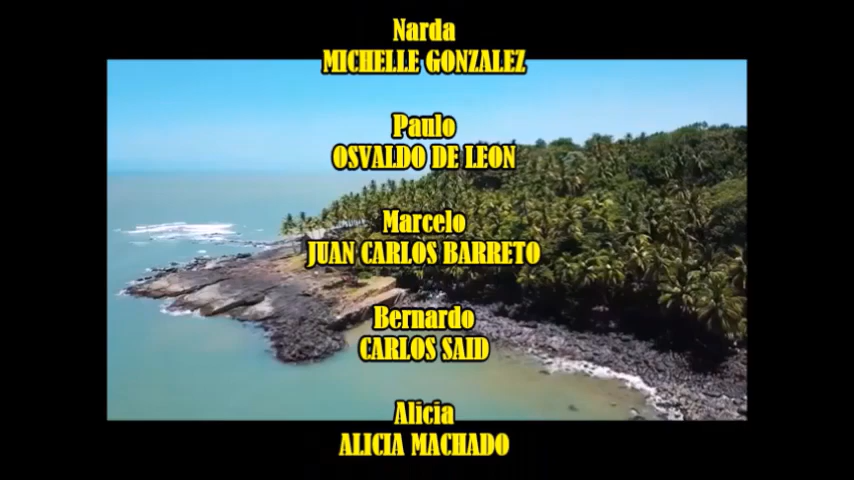 Narda
MICHELLE GONZALEZ
Paulo
OSVALDO DE LEON
Marcelo
JUAN CARLOS BARRETO
Bernardo
CARLOS SAID
Alicia
ALICIA MACHADO